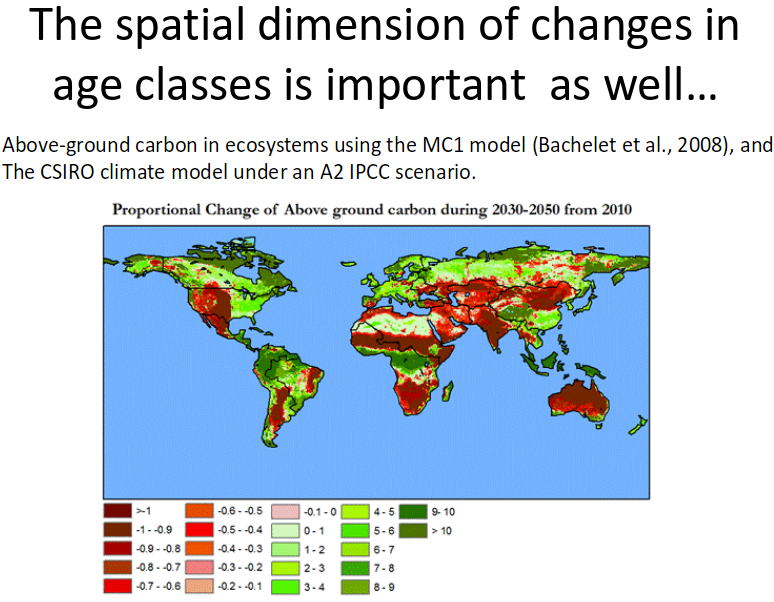 The spatial dimension of changes in
age classes is important  as well…
Above-ground carbon in ecosystems using the MC1 model (Bachelet et al., 2008), and
The CSIRO climate model under an A2 IPCC scenario.
Proportional Change of Above ground carbon during 2030-2050 from 2010
>-1
-1 - -0.9
-0.9 - -0.8
-0.8 - -0.7
-0.7 - -0.6
-0.6 - -0.5
-0.5 - -0.4
-0.4 - -0.3
-0.3 - -0.2
-0.2 - -0.1
-0.1 - 0
0 - 1
1 - 2
2 - 3
3 - 4
4 - 5
5 - 6
6 - 7
7 - 8
8 - 9
9- 10
> 10